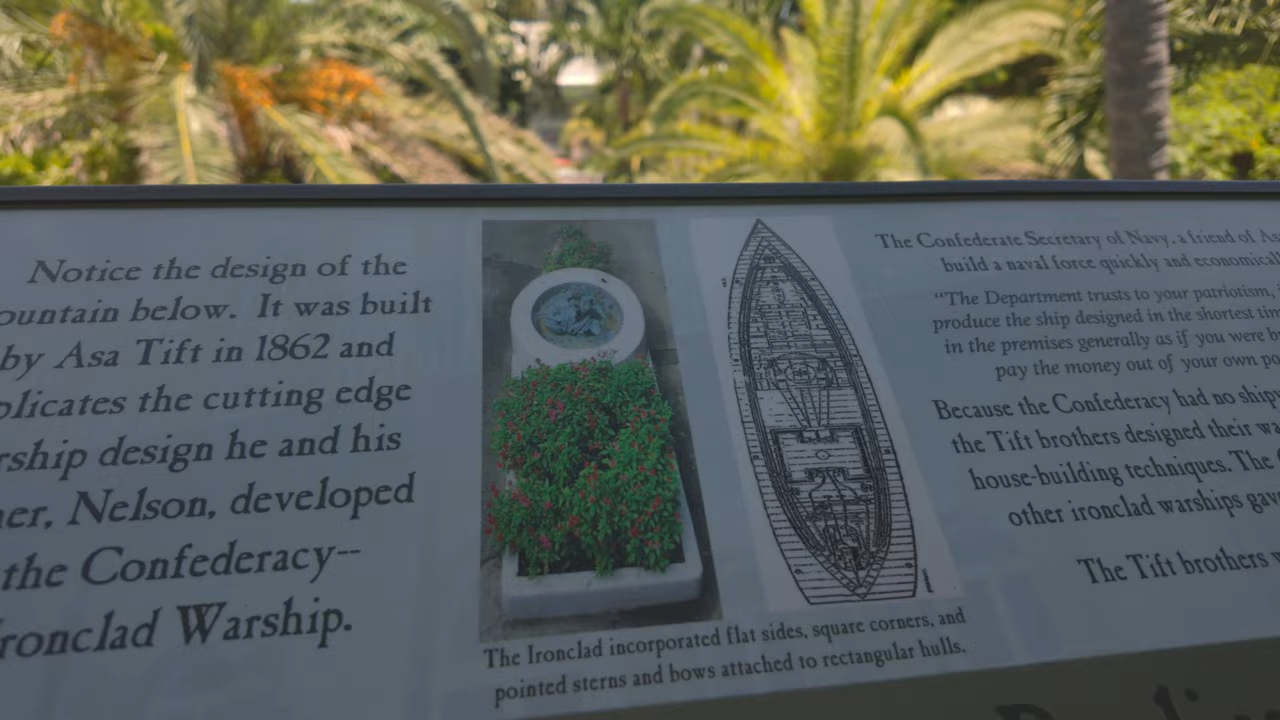 Notice the design of the
ountain below. It was built
by Asa Tift in 1862 and
plicates the cutting edge
rship design he and his
her, Nelson, developed
the Confederacy--
Ironclad Warship.
The Ironclad incorporated flat sides, square corners, and
pointed sterns and bows attached to rectangular hulls.
The Confederate Secretary of Navy, a friend of As
build a naval force quickly and economical
"The Department trusts to your patriotism,
produce the ship designed in the shortest tim
in the premises generally as if you were b
pay the money out of your own po
Because the Confederacy had no ship
the Tift brothers designed their wa
house-building techniques. The
other ironclad warships gav
The Tift brothers